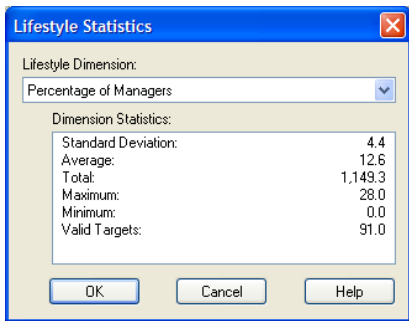 Lifestyle Statistics
Lifestyle Dimension:
Percentage of Managers
Dimension Statistics:
Standard Deviation: 4.4
Average: 12.6
Total: 1,149.3
Maximum: 28.0
Minimum: 0.0
Valid Targets: 91.0
OK Cancel Help